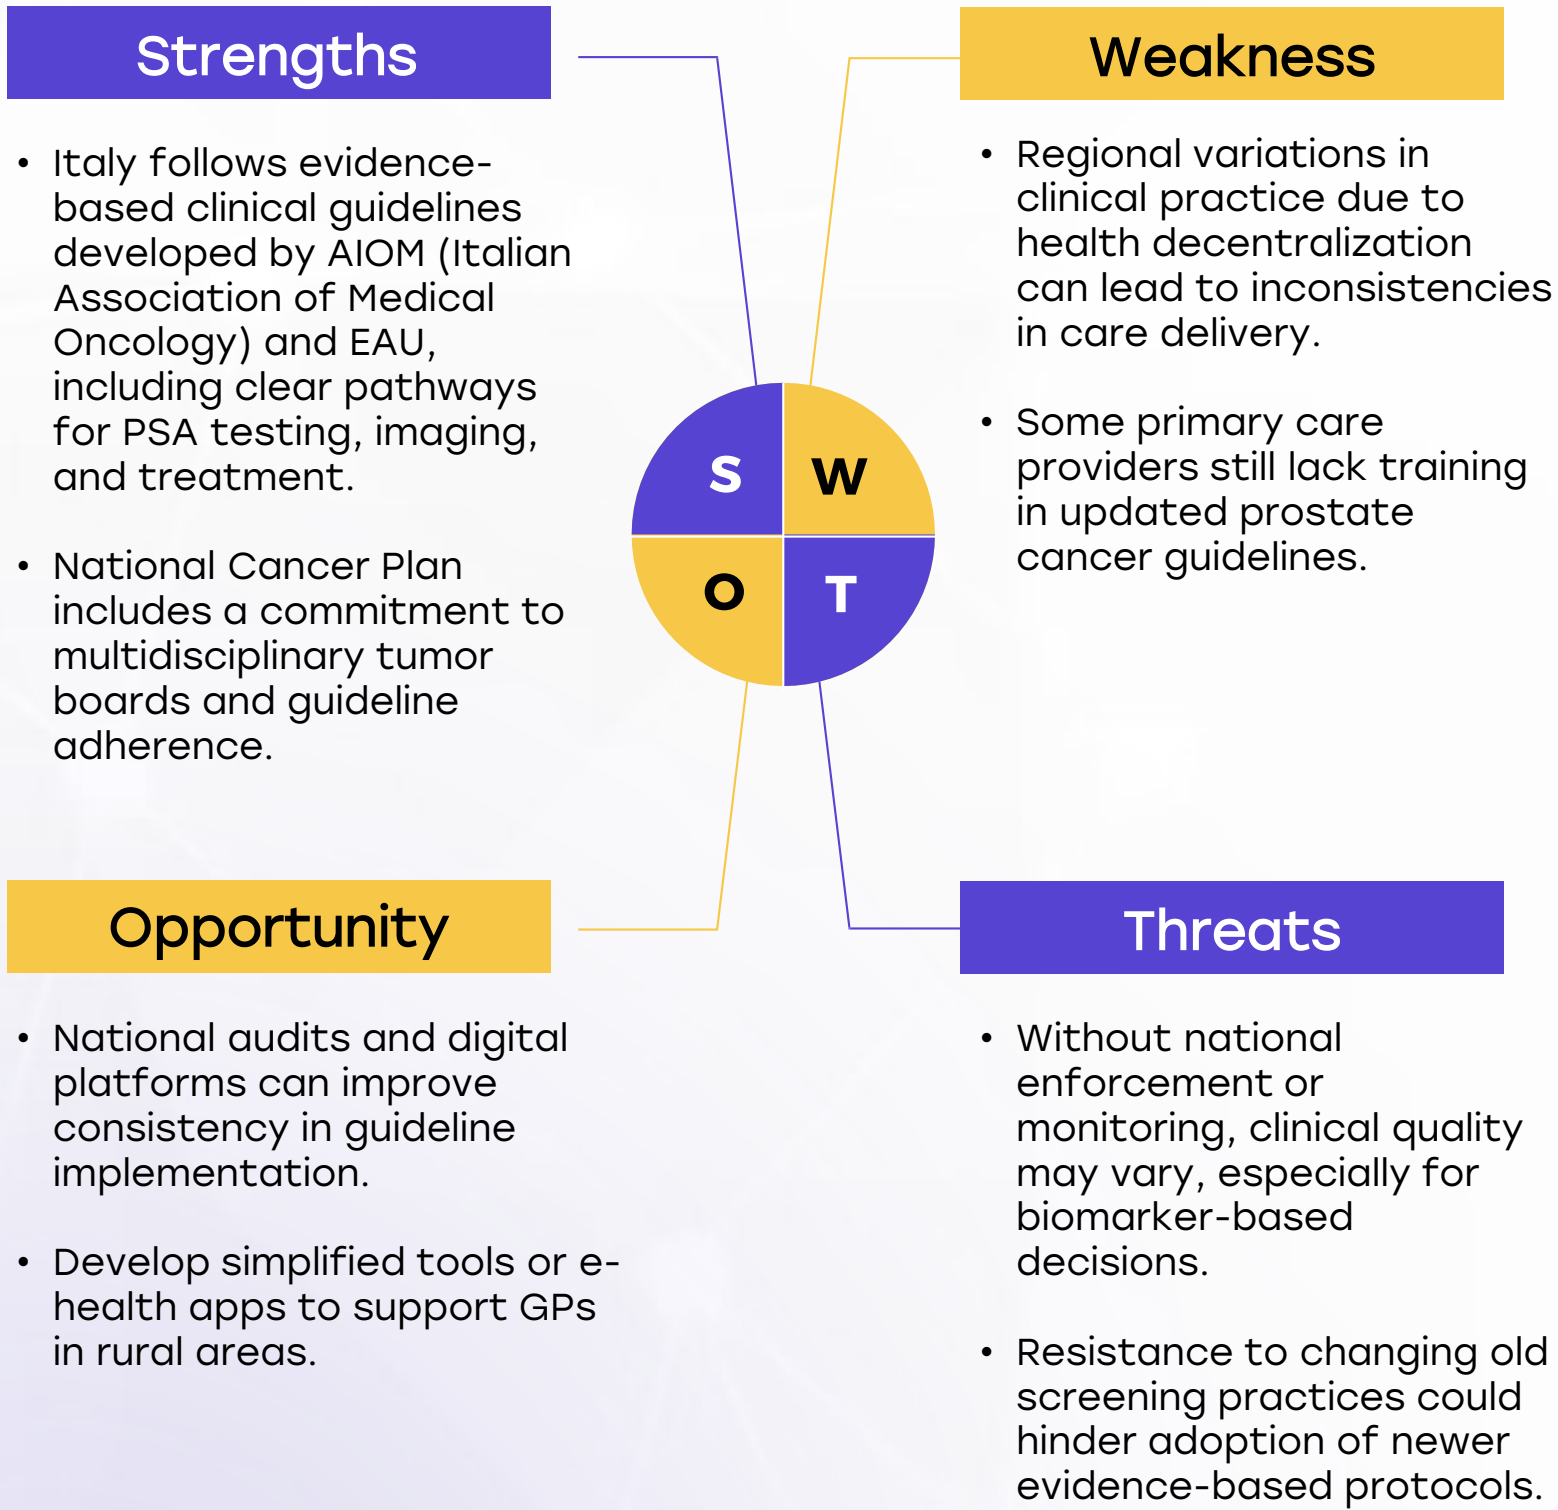 Strengths
• Italy follows evidence-
based clinical guidelines
developed by AIOM (Italian
Association of Medical
Oncology) and EAU,
including clear pathways
for PSA testing, imaging,
and treatment.
• National Cancer Plan
includes a commitment to
multidisciplinary tumor
boards and guideline
adherence.
Weakness
• Regional variations in
clinical practice due to
health decentralization
can lead to inconsistencies
in care delivery.
• Some primary care
providers still lack training
in updated prostate
cancer guidelines.
S
W
O
T
Opportunity
• National audits and digital
platforms can improve
consistency in guideline
implementation.
• Develop simplified tools or e-
health apps to support GPs
in rural areas.
Threats
• Without national
enforcement or
monitoring, clinical quality
may vary, especially for
biomarker-based
decisions.
• Resistance to changing old
screening practices could
hinder adoption of newer
evidence-based protocols.